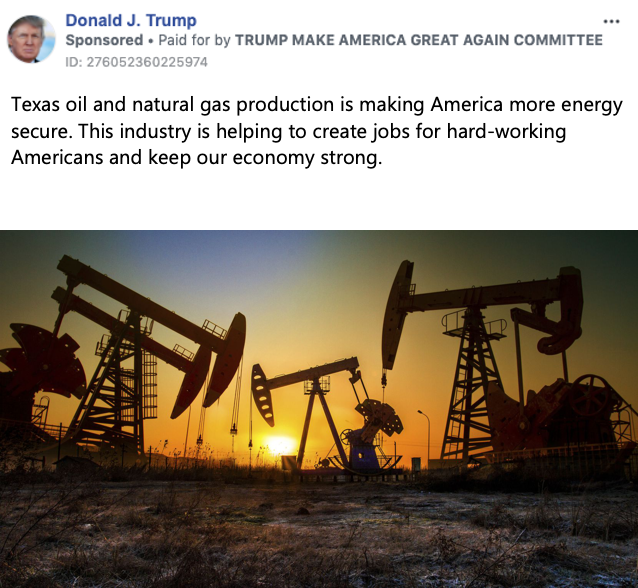 Donald J. Trump
Sponsored • Paid for by TRUMP MAKE AMERICA GREAT AGAIN COMMITTEE
ID: 276052360225974
Texas oil and natural gas production is making America more energy
secure. This industry is helping to create jobs for hard-working
Americans and keep our economy strong.